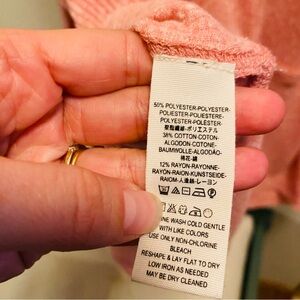 50% POLYESTER-POLYESTER-
POLIESTER-POLIESTERE-
POLYESTER-POLÉSTER-
聚酯纖維-ポリエステル
38% COTTON-COTON-
ALGODON-COTONE-
BAUMWOLLE-ALGODÃO-
棉花-綿
12% RAYON-RAYONNE-
RAYON-RAION-KUNSTSEIDE-
RAIOM-人造絲-レーヨン
WASH COLD GENTLE
WITH LIKE COLORS
USE ONLY NON-CHLORINE
BLEACH
RESHAPE & LAY FLAT TO DRY
LOW IRON AS NEEDED
MAY BE DRY CLEANED